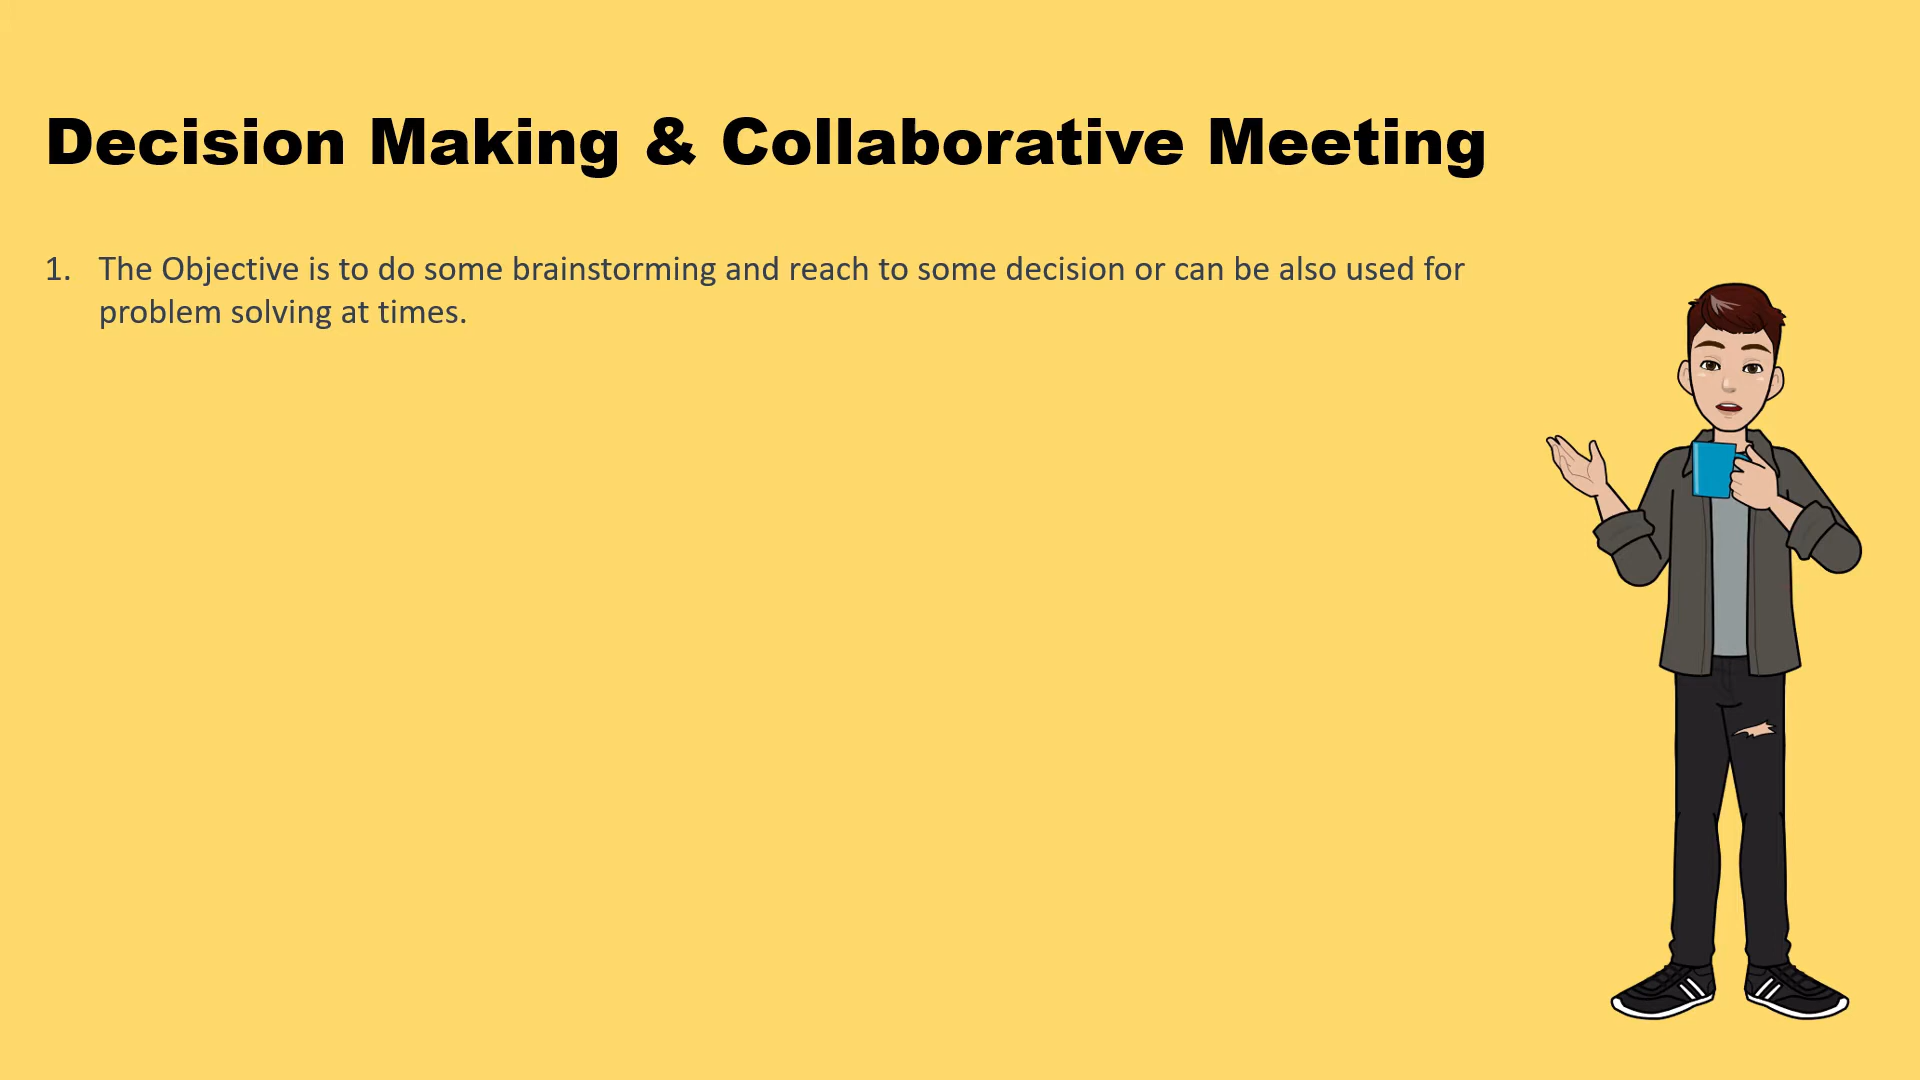 Decision Making & Collaborative Meeting
1. The Objective is to do some brainstorming and reach to some decision or can be also used for
problem solving at times.